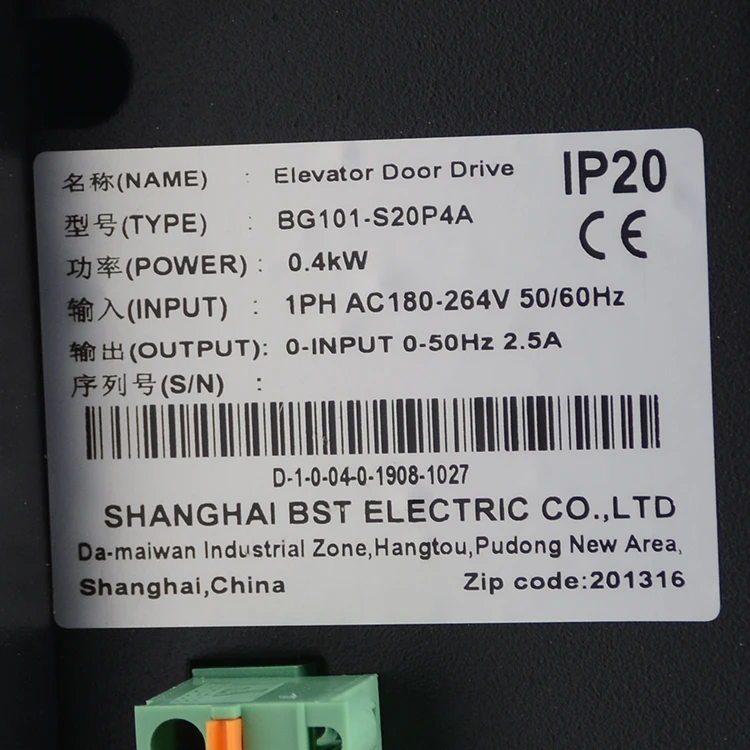 名称(NAME) : Elevator Door Drive IP20
型号(TYPE) : BG101-S20P4A CE
功率(POWER) : 0.4kW
输入(INPUT) : 1PH AC180-264V 50/60Hz
输出(OUTPUT): 0-INPUT 0-50Hz 2.5A
序列号(S/N) :
D-1-0-04-0-1908-1027
SHANGHAI BST ELECTRIC CO.,LTD
Da-maiwan Industrial Zone,Hangtou,Pudong New Area,
Shanghai,China Zip code:201316